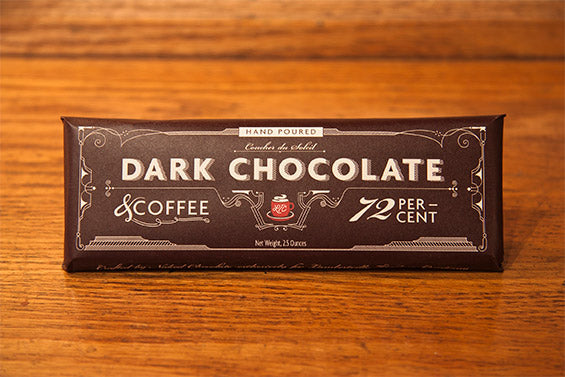 HAND POURED
Coucher du Soleil
DARK CHOCOLATE
&COFFEE
72 PER–
CENT
Net Weight, 2.5 Ounces